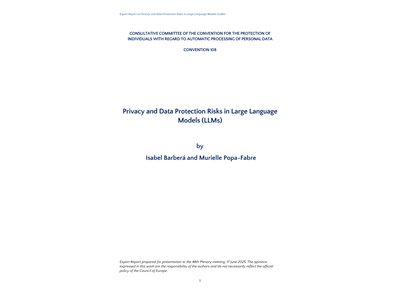 Expert Report on Privacy and Data Protection Risks in Large Language Models (LLMs)
CONSULTATIVE COMMITTEE OF THE CONVENTION FOR THE PROTECTION OF
INDIVIDUALS WITH REGARD TO AUTOMATIC PROCESSING OF PERSONAL DATA
CONVENTION 108
Privacy and Data Protection Risks in Large Language
Models (LLMs)
by
Isabel Barberá and Murielle Popa-Fabre
Expert Report prepared for presentation to the 48th Plenary meeting, 17 June 2025. The opinions
expressed in this work are the responsibility of the authors and do not necessarily reflect the official
policy of the Council of Europe.
1